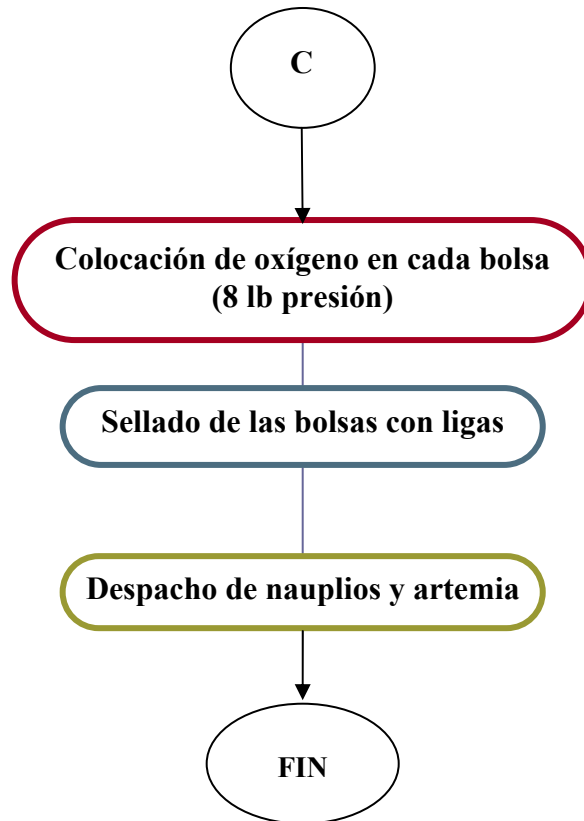 C
Colocación de oxígeno en cada bolsa
(8 lb presión)
Sellado de las bolsas con ligas
Despacho de nauplios y artemia
FIN